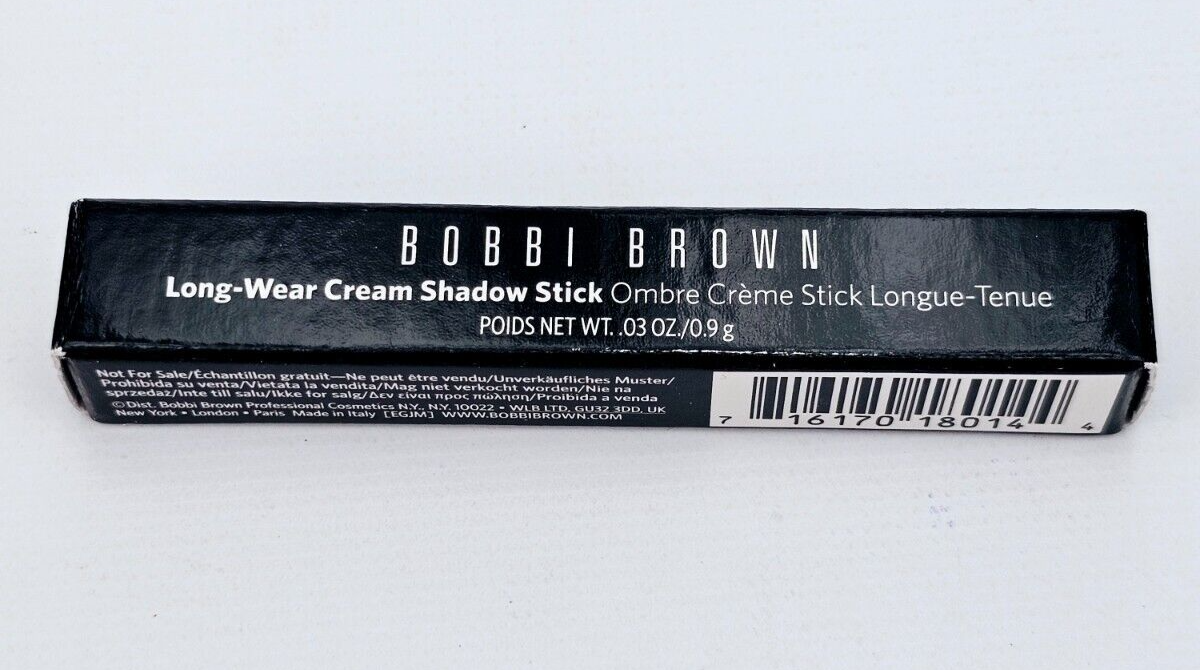 BOBBI BROWN
Long-Wear Cream Shadow Stick Ombre Crème Stick Longue-Tenue
POIDS NET WT. .03 OZ./0.9 g
Not For Sale/Échantillon gratuit—Ne peut être vendu/Unverkäufliches Muster/
Prohibida su venta/Vietata la vendita/Mag niet verkocht worden/Nie na
sprzedaż/Inte till salu/Ikke for salg/Δεν είναι προς πώληση/Proibida a venda
©Dist. Bobbi Brown Professional Cosmetics N.Y., N.Y. 10022 • WLB LTD, GU32 3DD, UK
New York • London • Paris Made in Italy [EGJM] WWW.BOBBIBROWN.COM
7 16170 18014 4